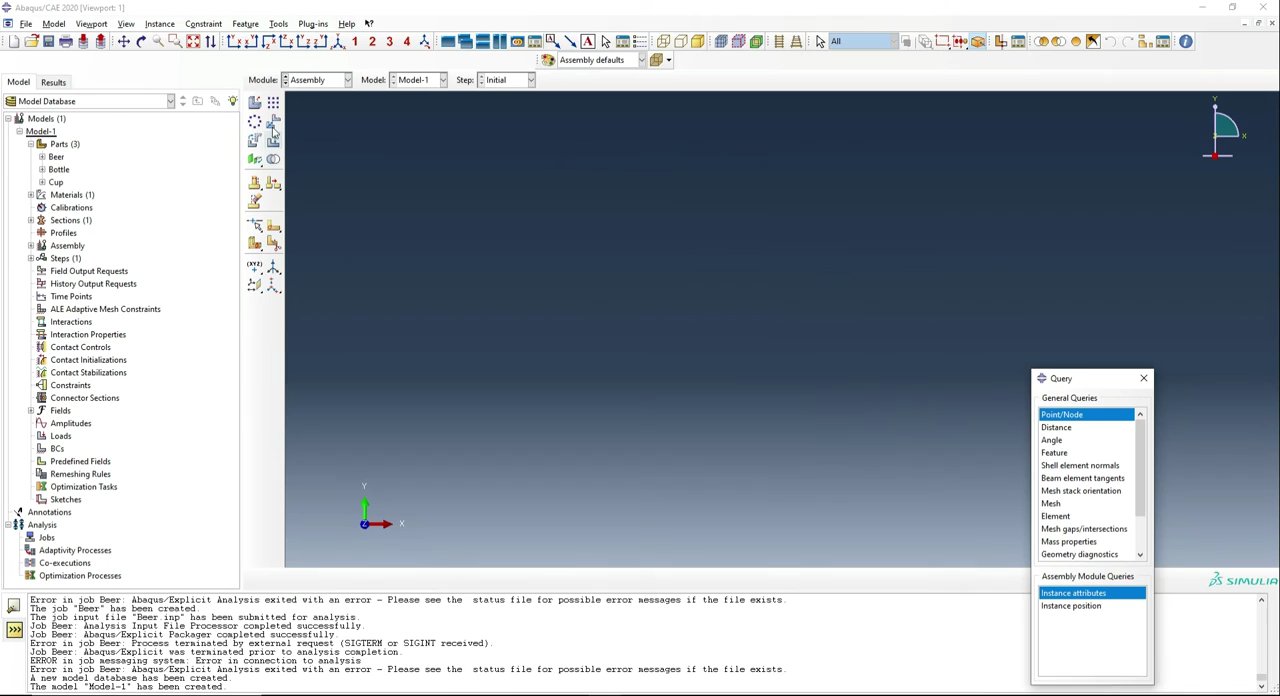 Abaqus/CAE 2020 [Viewport: 1]
File Model Viewport View Instance Constraint Feature Tools Plug-ins Help
1 2 3 4 All
Assembly defaults
Model Results Module: Assembly Model: Model-1 Step: Initial
Model Database
Models (1)
Model-1
Parts (3)
Beer
Bottle
Cup
Materials (1)
Calibrations
Sections (1)
Profiles
Assembly
Steps (1)
Field Output Requests
History Output Requests
Time Points
ALE Adaptive Mesh Constraints
Interactions
Interaction Properties
Contact Controls
Contact Initializations
Contact Stabilizations
Constraints
Connector Sections
Fields
Amplitudes
Loads
BCs
Predefined Fields
Remeshing Rules
Optimization Tasks
Sketches
Annotations
Analysis
Jobs
Adaptivity Processes
Co-executions
Optimization Processes
(XYZ)
Y
X
Y
X
Query
General Queries
Point/Node
Distance
Angle
Feature
Shell element normals
Beam element tangents
Mesh stack orientation
Mesh
Element
Mesh gaps/intersections
Mass properties
Geometry diagnostics
Assembly Module Queries
Instance attributes
Instance position
SIMULIA
Error in job Beer: Abaqus/Explicit Analysis exited with an error - Please see the status file for possible error messages if the file exists.
The job "Beer" has been created.
The job input file "Beer.inp" has been submitted for analysis.
Job Beer: Analysis Input File Processor completed successfully.
Job Beer: Abaqus/Explicit Packager completed successfully.
Error in job Beer: Process terminated by external request (SIGTERM or SIGINT received).
Job Beer: Abaqus/Explicit was terminated prior to analysis completion.
ERROR in job messaging system: Error in connection to analysis
Error in job Beer: Abaqus/Explicit Analysis exited with an error - Please see the status file for possible error messages if the file exists.
A new model database has been created.
The model "Model-1" has been created.